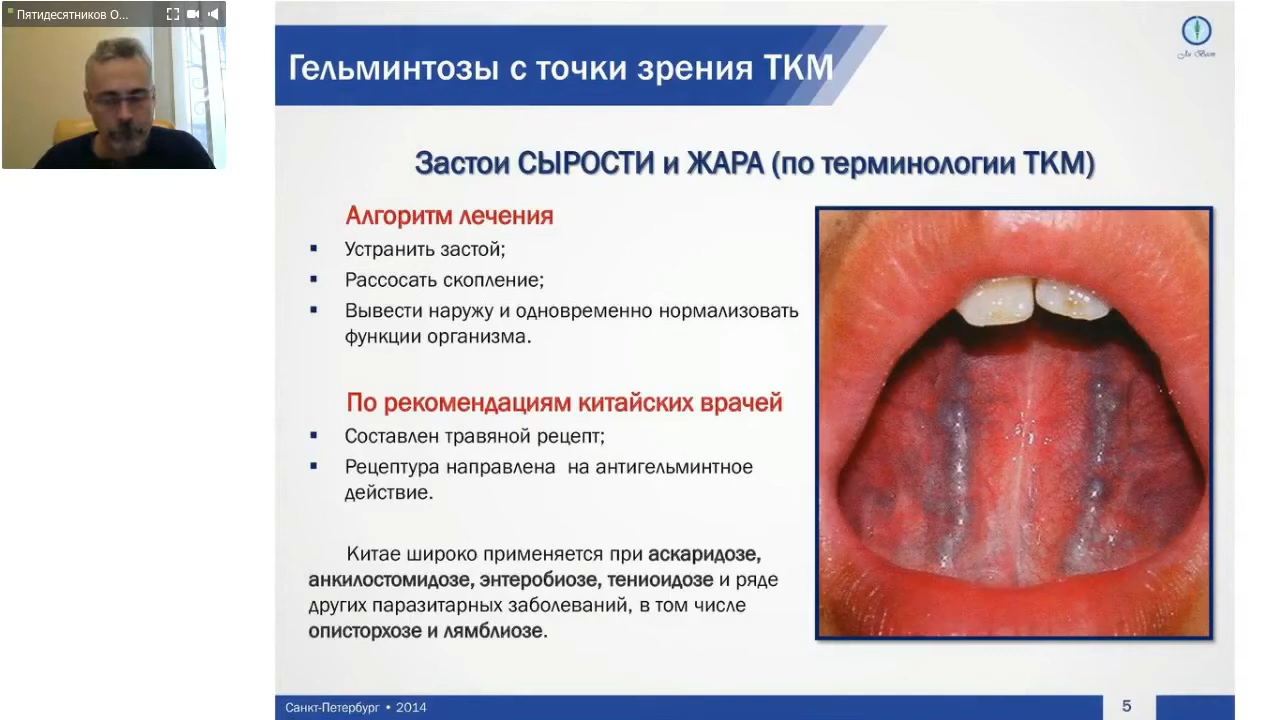 Пятидесятников О...
Гельминтозы с точки зрения ТКМ
Застои СЫРОСТИ и ЖАРА (по терминологии ТКМ)
Алгоритм лечения
▪ Устранить застой;
▪ Рассосать скопление;
▪ Вывести наружу и одновременно нормализовать
функции организма.
По рекомендациям китайских врачей
▪ Составлен травяной рецепт;
▪ Рецептура направлена на антигельминтное
действие.
Китае широко применяется при аскаридозе,
анкилостомидозе, энтеробиозе, тениоидозе и ряде
других паразитарных заболеваний, в том числе
описторхозе и лямблиозе.
Санкт-Петербург • 2014
5